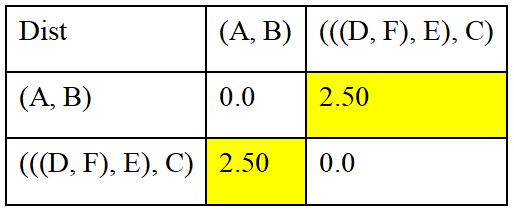 Dist (A, B) (((D, F), E), C)
(A, B) 0.0 2.50
(((D, F), E), C) 2.50 0.0